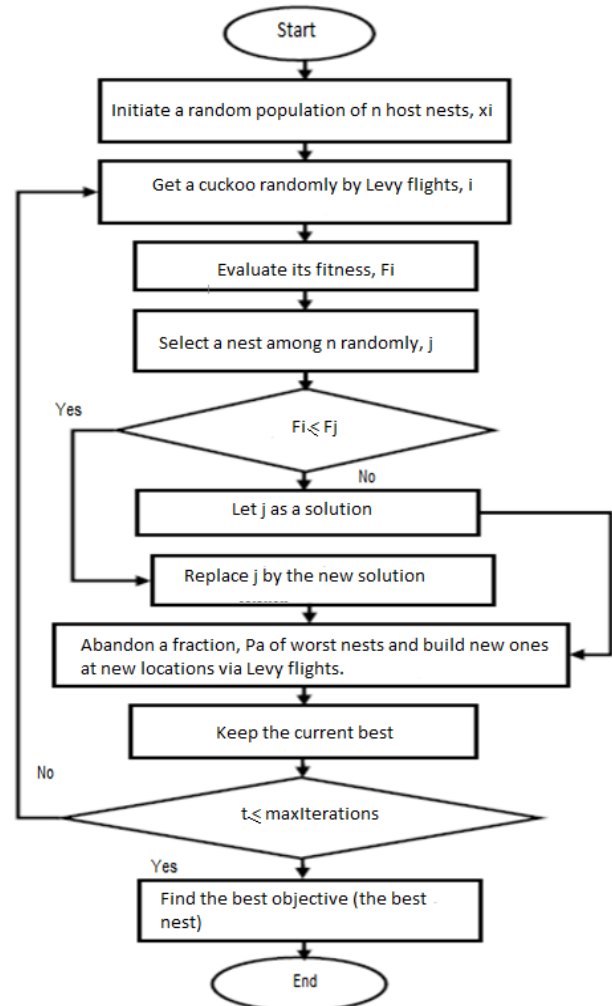 Start
Initiate a random population of n host nests, xi
Get a cuckoo randomly by Levy flights, i
Evaluate its fitness, Fi
Select a nest among n randomly, j
Yes
Fi⩽ Fj
No
Let j as a solution
Replace j by the new solution
Abandon a fraction, Pa of worst nests and build new ones
at new locations via Levy flights.
Keep the current best
No
t⩽ maxIterations
Yes
Find the best objective (the best
nest)
End